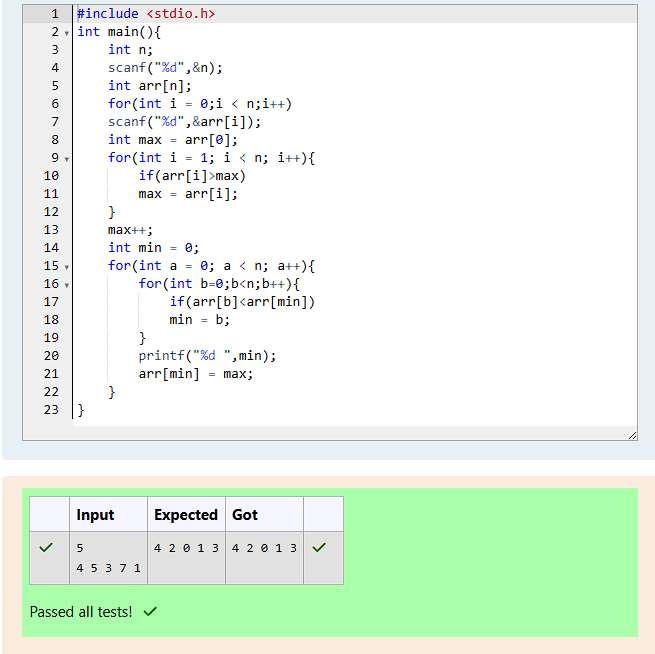 1 #include <stdio.h>
2 int main(){
3 int n;
4 scanf("%d",&n);
5 int arr[n];
6 for(int i = 0;i < n;i++)
7 scanf("%d",&arr[i]);
8 int max = arr[0];
9 for(int i = 1; i < n; i++){
10 if(arr[i]>max)
11 max = arr[i];
12 }
13 max++;
14 int min = 0;
15 for(int a = 0; a < n; a++){
16 for(int b=0;b<n;b++){
17 if(arr[b]<arr[min])
18 min = b;
19 }
20 printf("%d ",min);
21 arr[min] = max;
22 }
23 }
Input Expected Got
5 4 2 0 1 3 4 2 0 1 3
4 5 3 7 1
Passed all tests!